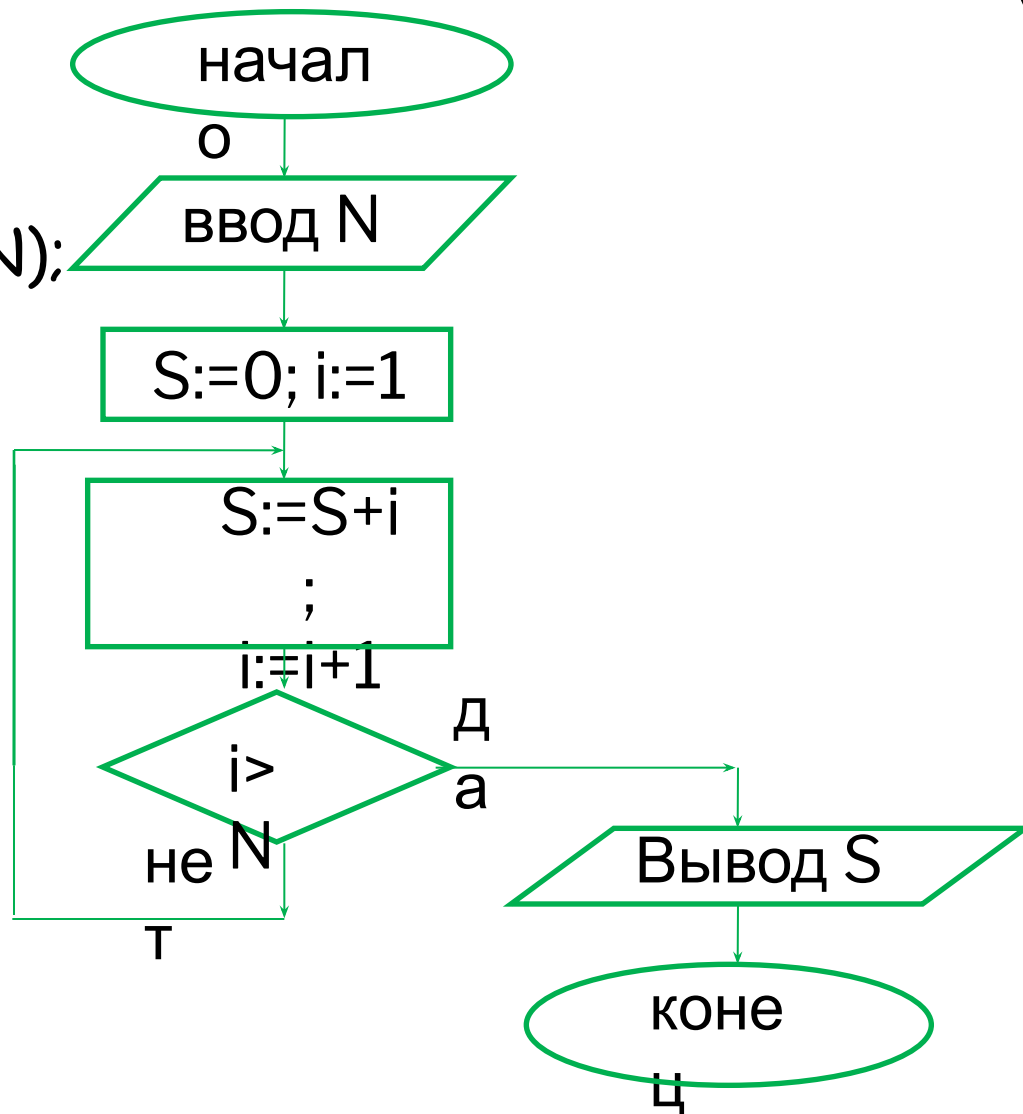 начал
о
ввод N
N);
S:=0; i:=1
S:=S+i
;
i:=i+1
д
а
i>
N
не
т
Вывод S
коне
ц